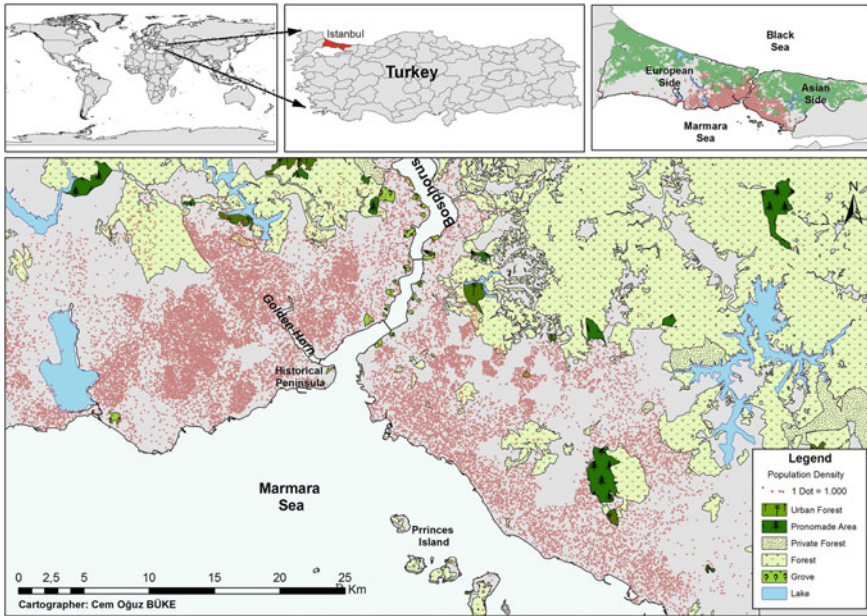 Istanbul
Turkey
Black
Sea
European
Side
Asian
Side
Marmara
Sea
Bosphorus
N
Golden Horn
Historical
Peninsula
Marmara
Sea
Prrinces
Island
Legend
Population Density
1 Dot = 1.000
Urban Forest
Pronomade Area
Private Forest
Forest
Grove
Lake
0 2,5 5 10 15 20 25
Km
Cartographer: Cem Oğuz BÜKE